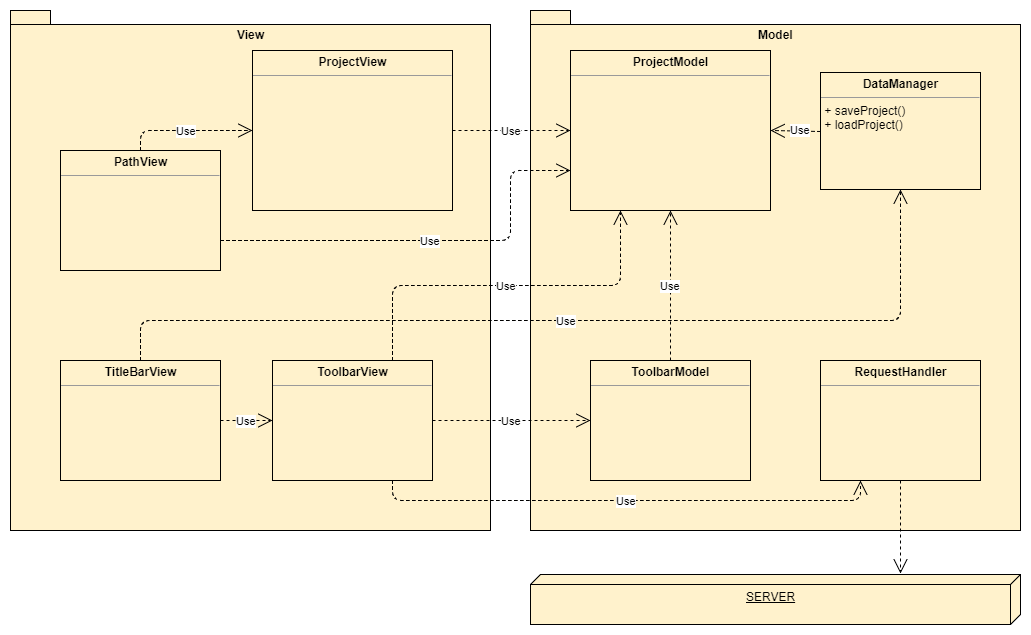 View
Model
ProjectView
ProjectModel
DataManager
+ saveProject()
+ loadProject()
Use
Use
Use
PathView
Use
Use
Use
Use
TitleBarView
ToolbarView
ToolbarModel
RequestHandler
Use
Use
Use
SERVER